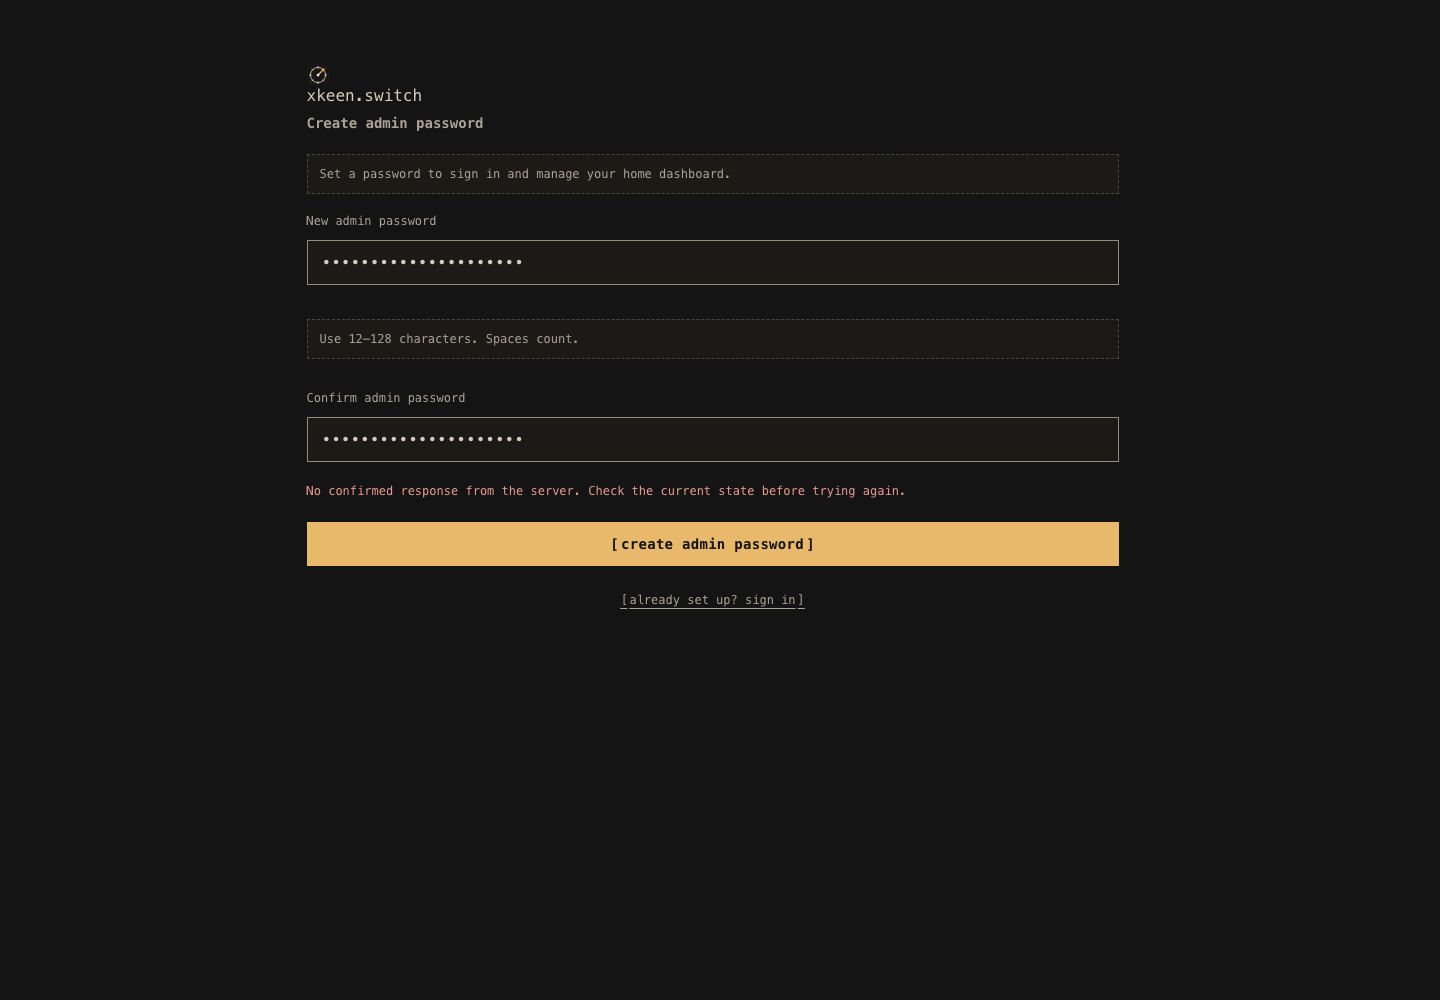 xkeen.switch
Create admin password
Set a password to sign in and manage your home dashboard.
New admin password
•••••••••••••••••••••
Use 12–128 characters. Spaces count.
Confirm admin password
•••••••••••••••••••••
No confirmed response from the server. Check the current state before trying again.
[create admin password]
[already set up? sign in]